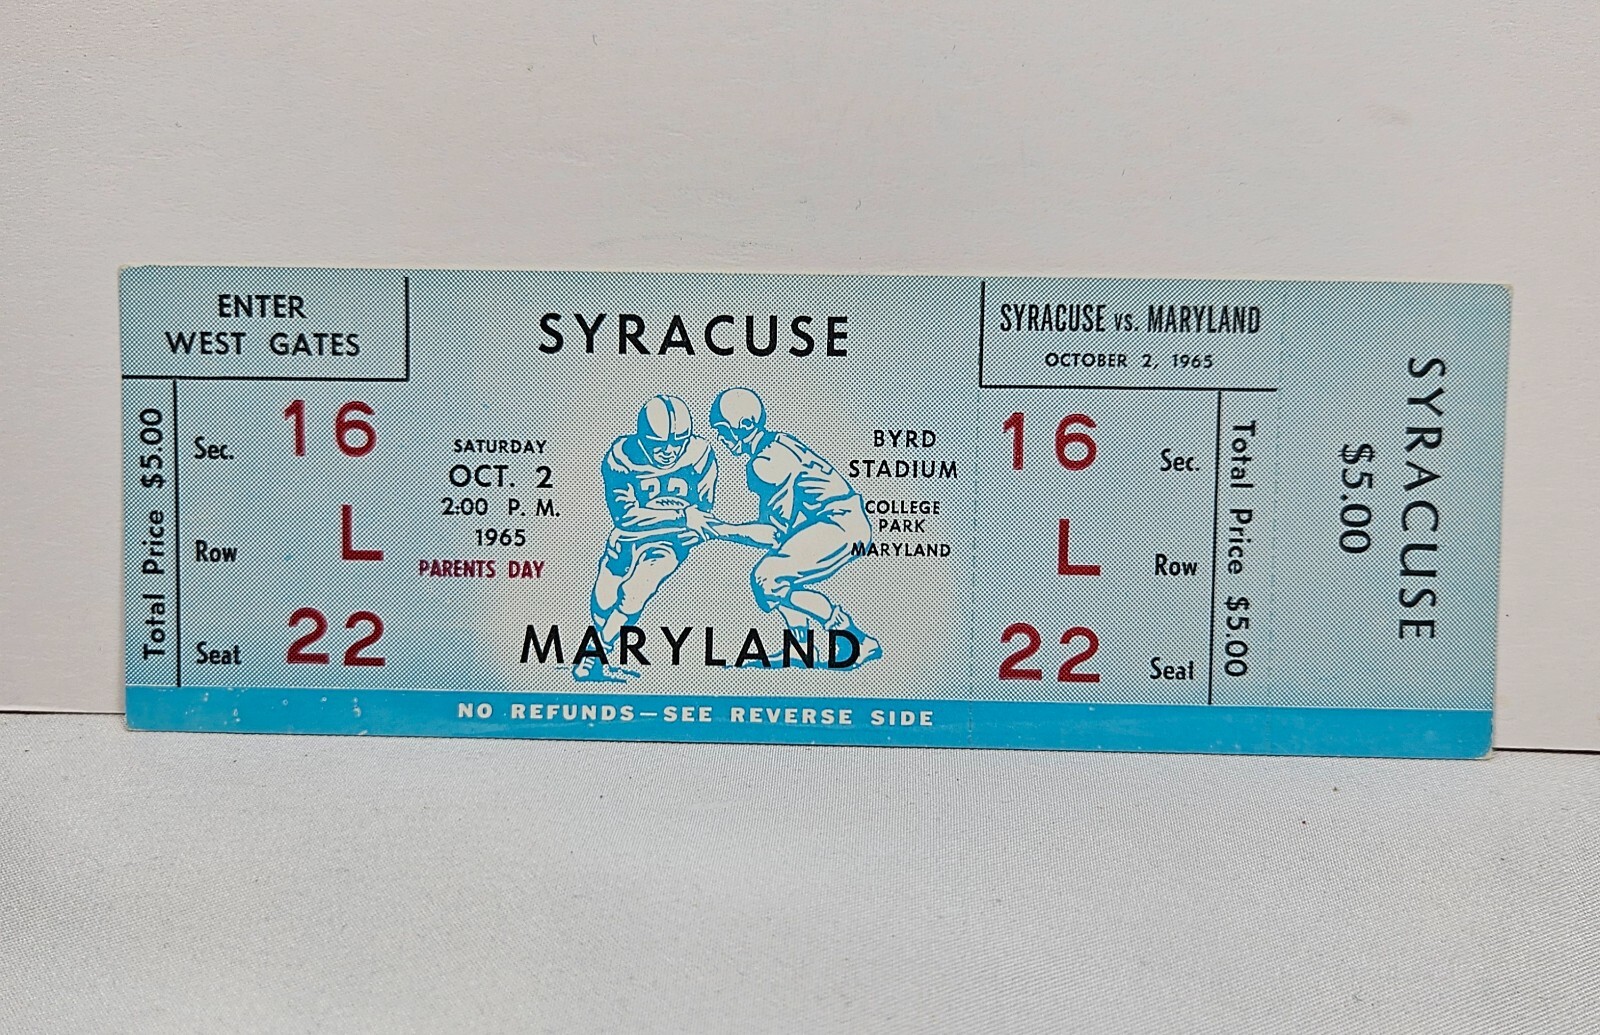 ENTER
WEST GATES
Total Price $5.00
Sec. 16
Row L
Seat 22
SYRACUSE
SATURDAY
OCT. 2
2:00 P. M.
1965
PARENTS DAY
22
BYRD
STADIUM
COLLEGE
PARK
MARYLAND
MARYLAND
NO REFUNDS—SEE REVERSE SIDE
SYRACUSE vs. MARYLAND
OCTOBER 2, 1965
16 Sec.
L Row
22 Seat
Total Price $5.00
SYRACUSE
$5.00